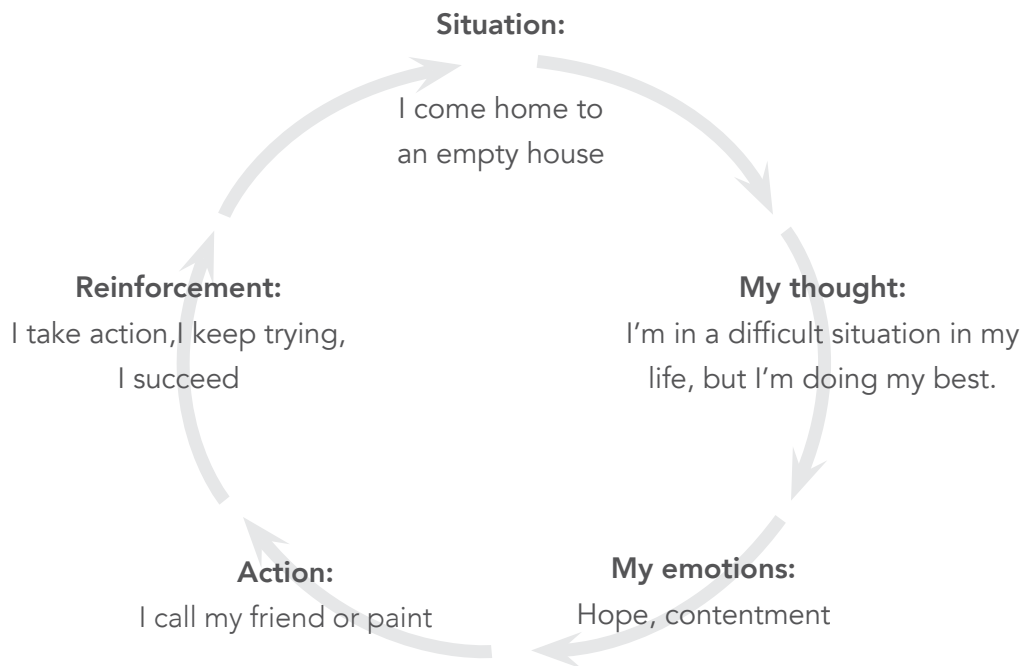 Situation:
I come home to
an empty house
My thought:
I’m in a difficult situation in my
life, but I’m doing my best.
My emotions:
Hope, contentment
Action:
I call my friend or paint
Reinforcement:
I take action,I keep trying,
I succeed